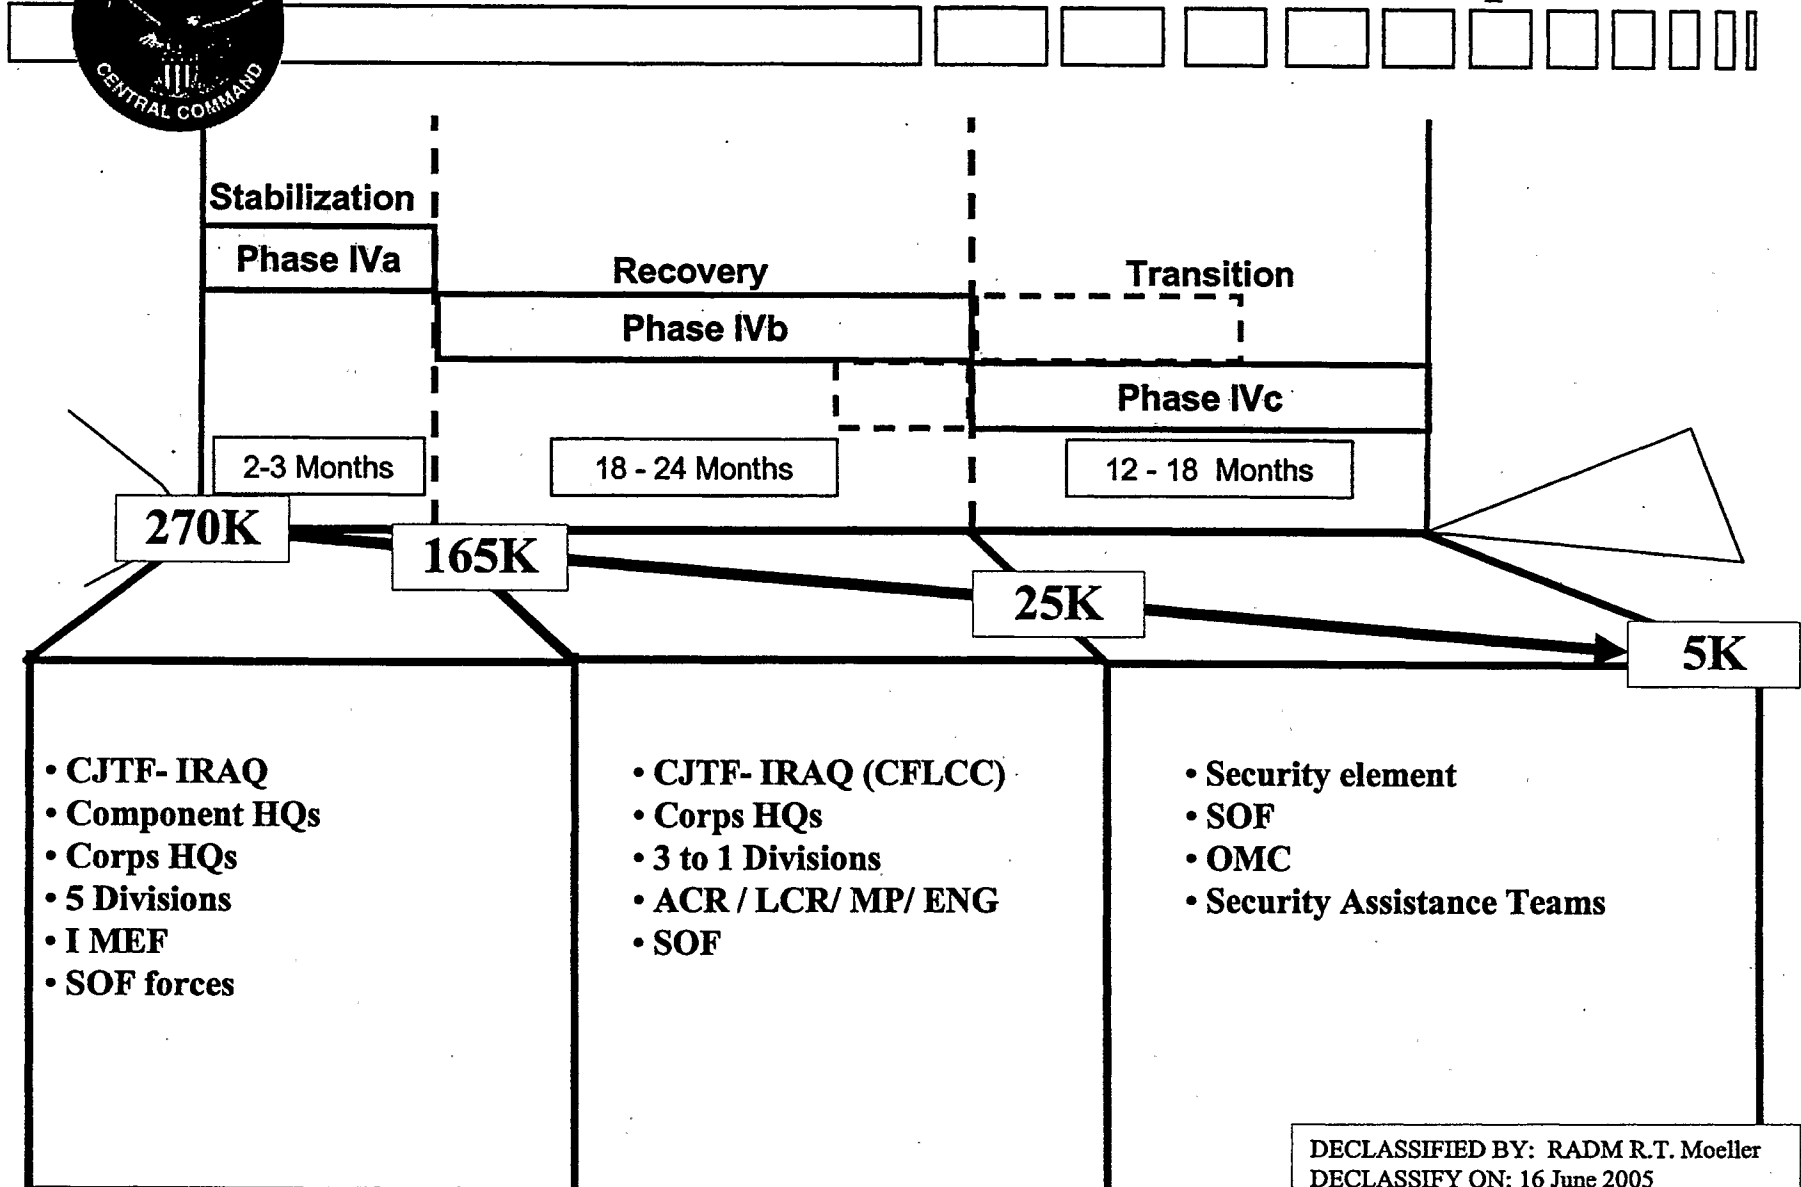 CENTRAL COMMAND
Stabilization
Phase IVa
Recovery
Phase IVb
Transition
Phase IVc
2-3 Months
18 - 24 Months
12 - 18 Months
270K
165K
25K
5K
• CJTF- IRAQ
• Component HQs
• Corps HQs
• 5 Divisions
• I MEF
• SOF forces
• CJTF- IRAQ (CFLCC)
• Corps HQs
• 3 to 1 Divisions
• ACR / LCR/ MP/ ENG
• SOF
• Security element
• SOF
• OMC
• Security Assistance Teams
DECLASSIFIED BY: RADM R.T. Moeller
DECLASSIFY ON: 16 June 2005